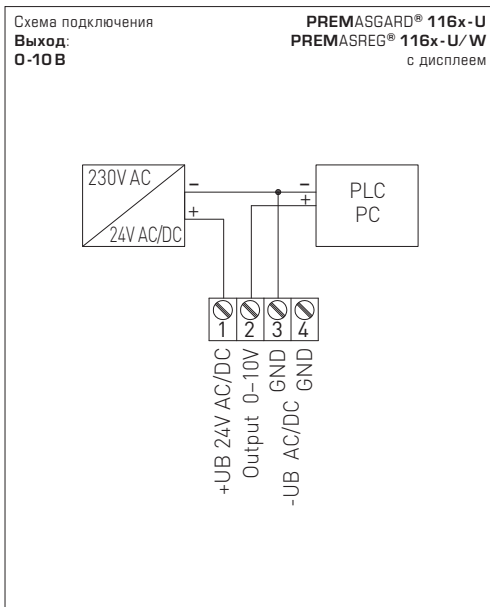 Схема подключения
Выход:
0-10 В
PREMASGARD® 116x-U
PREMASREG® 116x-U/W
с дисплеем
230V AC
24V AC/DC
–
+
–
+
PLC
PC
1
2
3
4
+UB 24V AC/DC
Output 0–10V
GND
-UB AC/DC GND